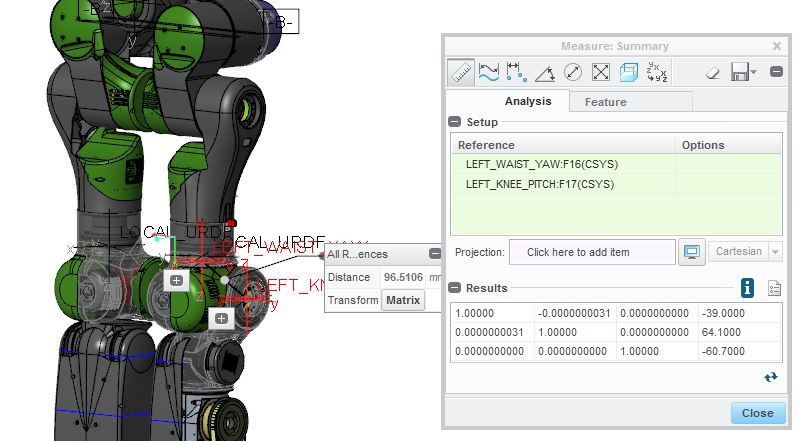 -B-
-B-
z
y
Measure: Summary
Analysis
Feature
Setup
Reference Options
LEFT_WAIST_YAW:F16(CSYS)
LEFT_KNEE_PITCH:F17(CSYS)
LOCAL_URDF
LOCAL_URDF
LEFT_WAIST_YAW
LEFT_KN
x
y
z
z
y
All R...ences
Distance 96.5106 mm
Transform Matrix
Projection: Click here to add item Cartesian
Results
1.00000 -0.0000000031 0.0000000000 -39.0000
0.0000000031 1.00000 0.0000000000 64.1000
0.0000000000 0.0000000000 1.00000 -60.7000
Close